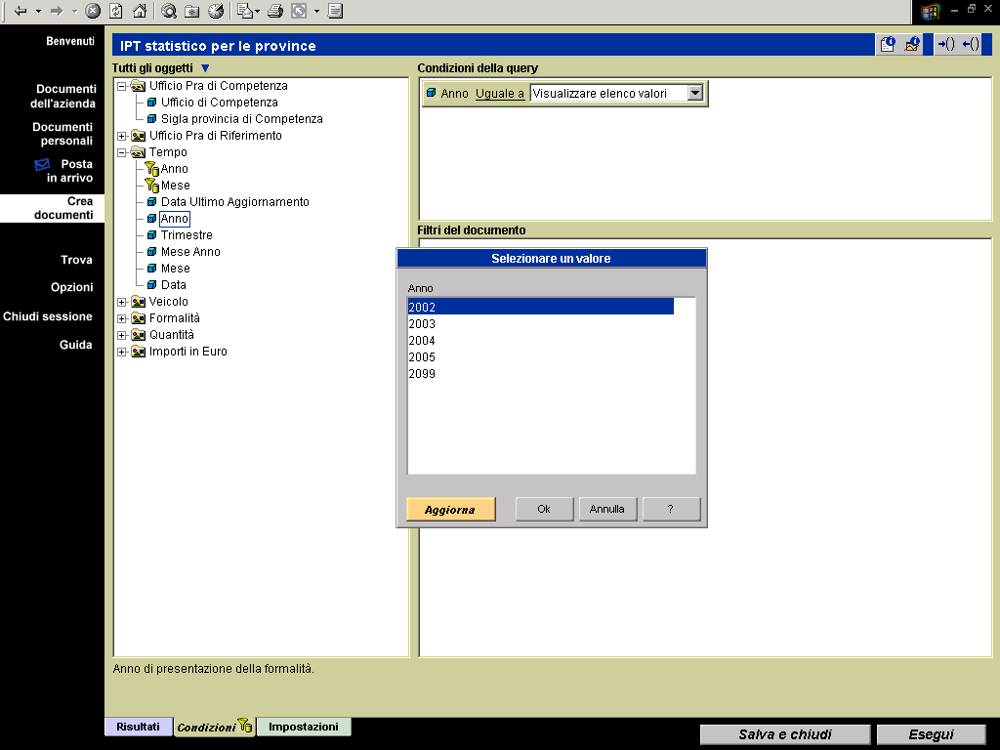 Benvenuti
Documenti
dell'azienda
Documenti
personali
Posta
in arrivo
Crea
documenti
Trova
Opzioni
Chiudi sessione
Guida
IPT statistico per le province
Tutti gli oggetti
Ufficio Pra di Competenza
Ufficio di Competenza
Sigla provincia di Competenza
Ufficio Pra di Riferimento
Tempo
Anno
Mese
Data Ultimo Aggiornamento
Anno
Trimestre
Mese Anno
Mese
Data
Veicolo
Formalità
Quantità
Importi in Euro
Condizioni della query
Anno Uguale a Visualizzare elenco valori
Filtri del documento
Selezionare un valore
Anno
2002
2003
2004
2005
2099
Aggiorna Ok Annulla ?
Anno di presentazione della formalità.
Risultati Condizioni Impostazioni
Salva e chiudi Esegui